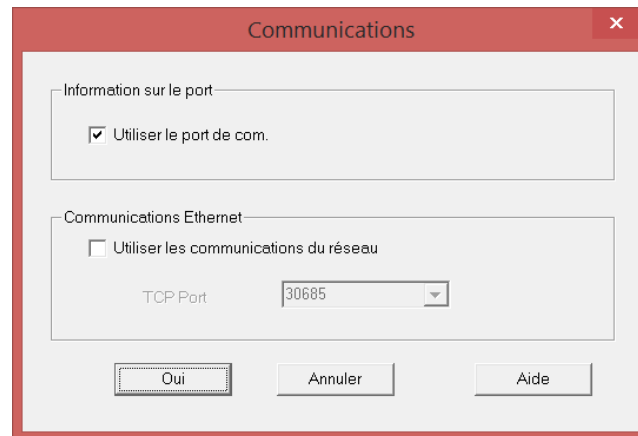 Communications
Information sur le port
Utiliser le port de com.
Communications Ethernet
Utiliser les communications du réseau
TCP Port 30685
Oui Annuler Aide